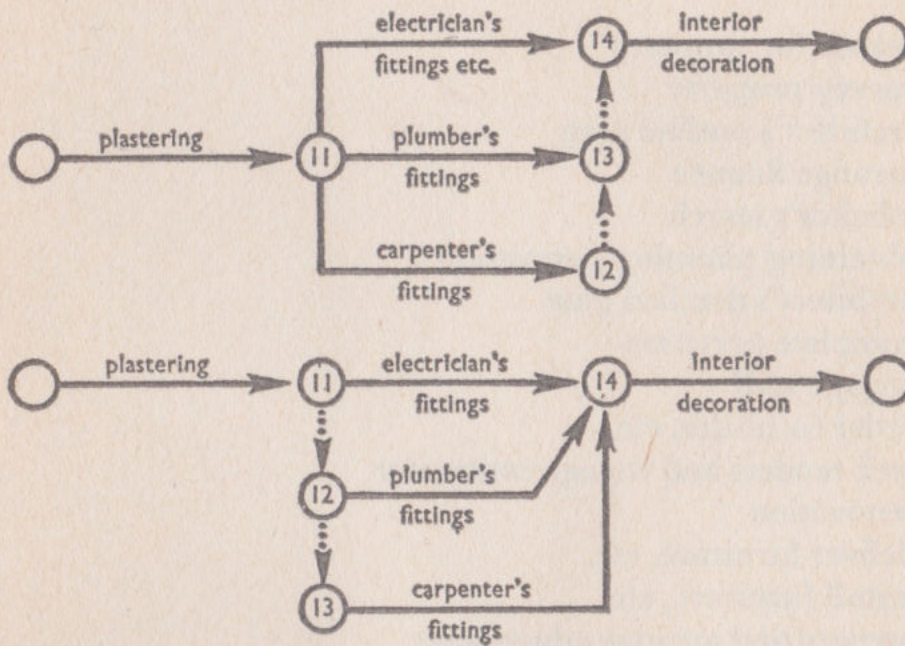 electrician's
fittings etc.
14
interior
decoration
plastering
11
plumber's
fittings
13
carpenter's
fittings
12
plastering
11
electrician's
fittings
14
interior
decoration
12
plumber's
fittings
13
carpenter's
fittings